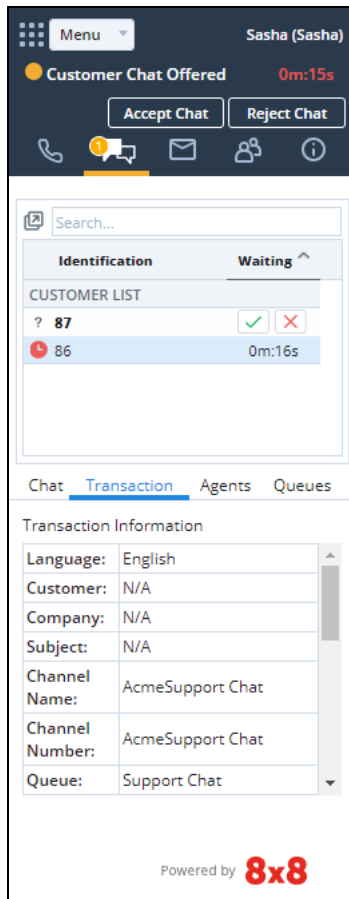 Menu
Sasha (Sasha)
Customer Chat Offered 0m:15s
Accept Chat Reject Chat
1
Search...
Identification Waiting
CUSTOMER LIST
? 87
86 0m:16s
Chat Transaction Agents Queues
Transaction Information
Language: English
Customer: N/A
Company: N/A
Subject: N/A
Channel
Name: AcmeSupport Chat
Channel
Number: AcmeSupport Chat
Queue: Support Chat
Powered by 8x8